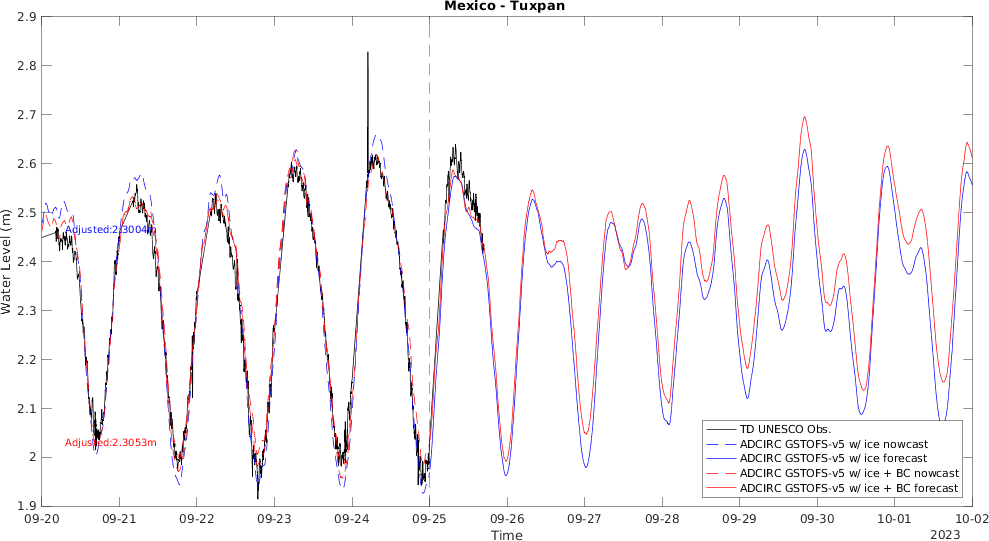 Mexico - Tuxpan
2.9
2.8
2.7
2.6
2.5
2.4
2.3
2.2
2.1
2
1.9
Water Level (m)
Adjusted:2.3004m
Adjusted:2.3053m
TD UNESCO Obs.
ADCIRC GSTOFS-v5 w/ ice nowcast
ADCIRC GSTOFS-v5 w/ ice forecast
ADCIRC GSTOFS-v5 w/ ice + BC nowcast
ADCIRC GSTOFS-v5 w/ ice + BC forecast
09-20 09-21 09-22 09-23 09-24 09-25 09-26 09-27 09-28 09-29 09-30 10-01 10-02
Time
2023